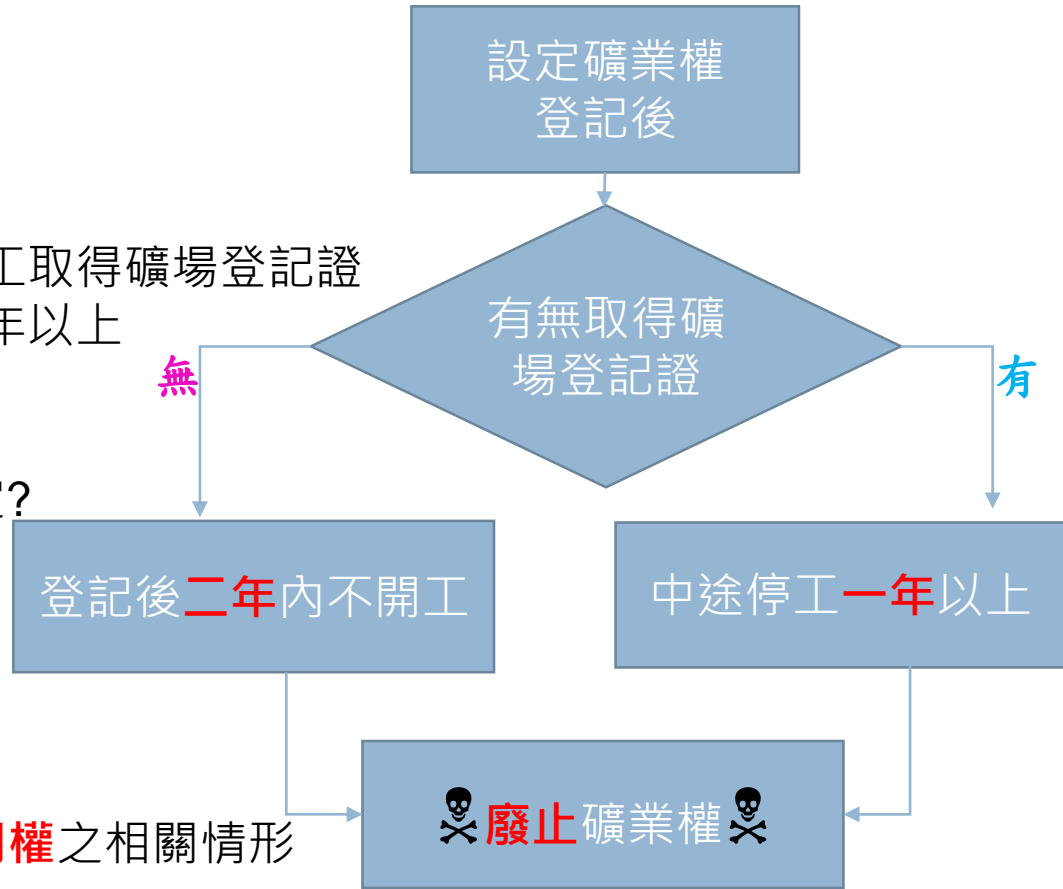 設定礦業權
登記後
工取得礦場登記證
年以上
有無取得礦
場登記證
無
有
?
登記後二年內不開工
中途停工一年以上
☠廢止礦業權☠
權之相關情形